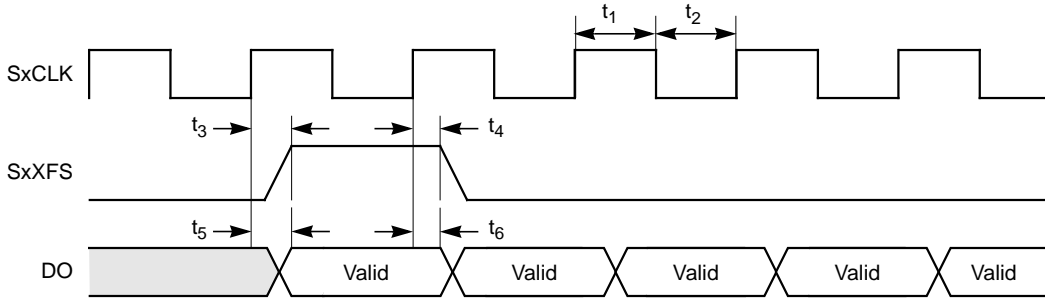 t1 t2
SxCLK
t3 t4
SxXFS
t5 t6
DO Valid Valid Valid Valid Valid